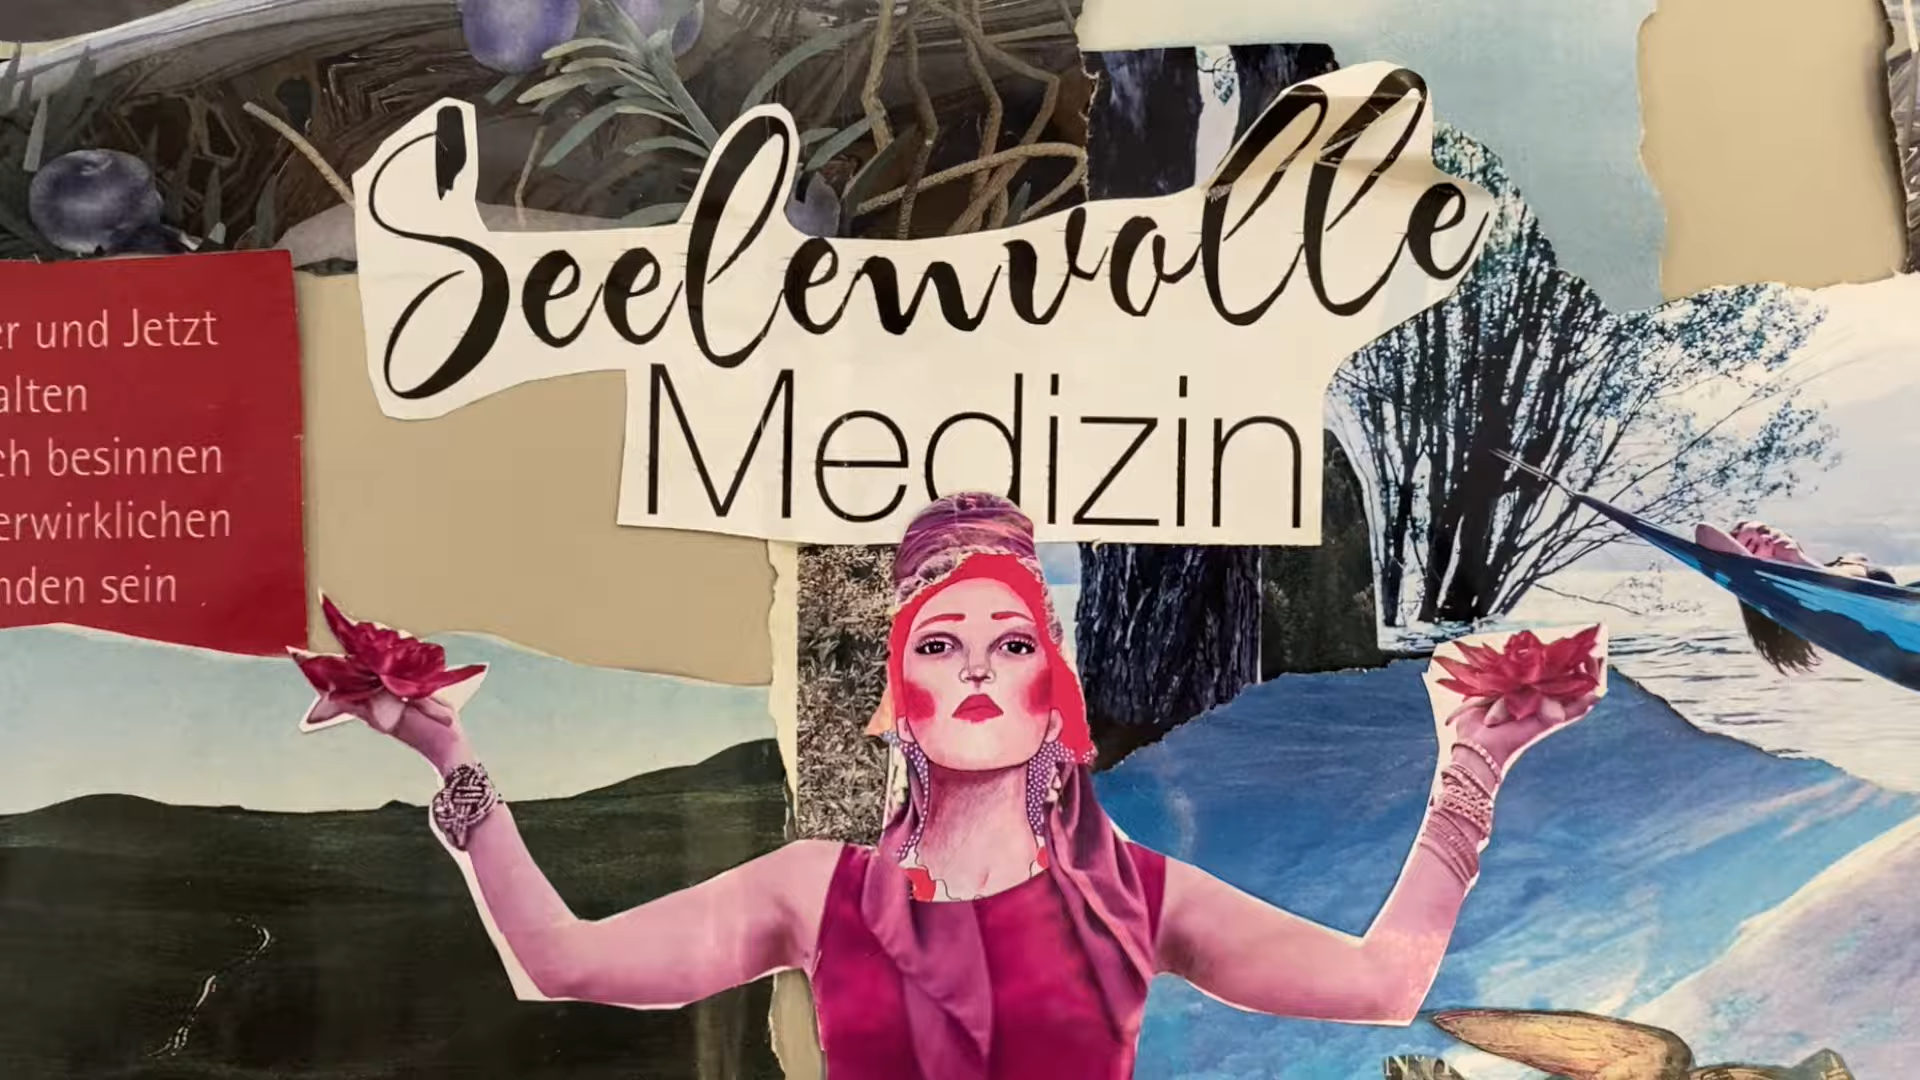 Seelenvolle
Medizin
er und Jetzt
alten
ch besinnen
erwirklichen
nden sein